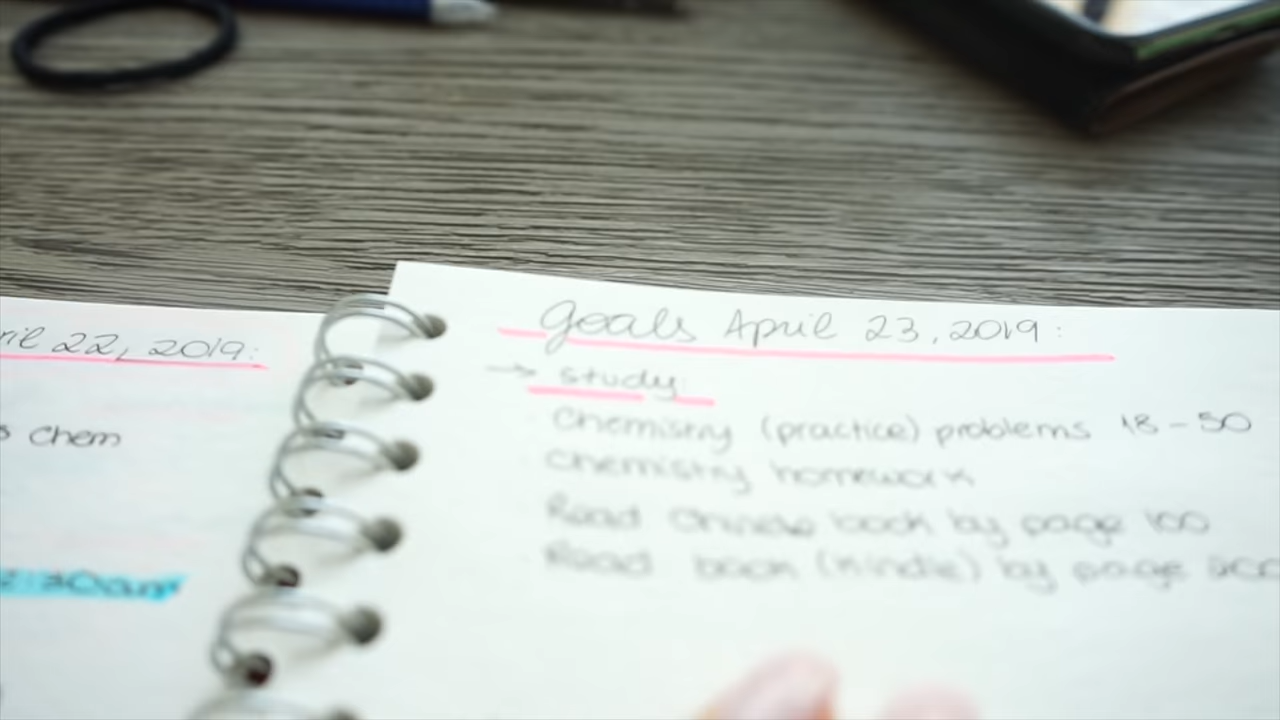 ril 22, 2019:
chem
Goals April 23, 2019:
→ study:
Chemistry (practice) problems 18-50
Chemistry homework
Read Chinese book by page 100
Read book (Kindle) by page